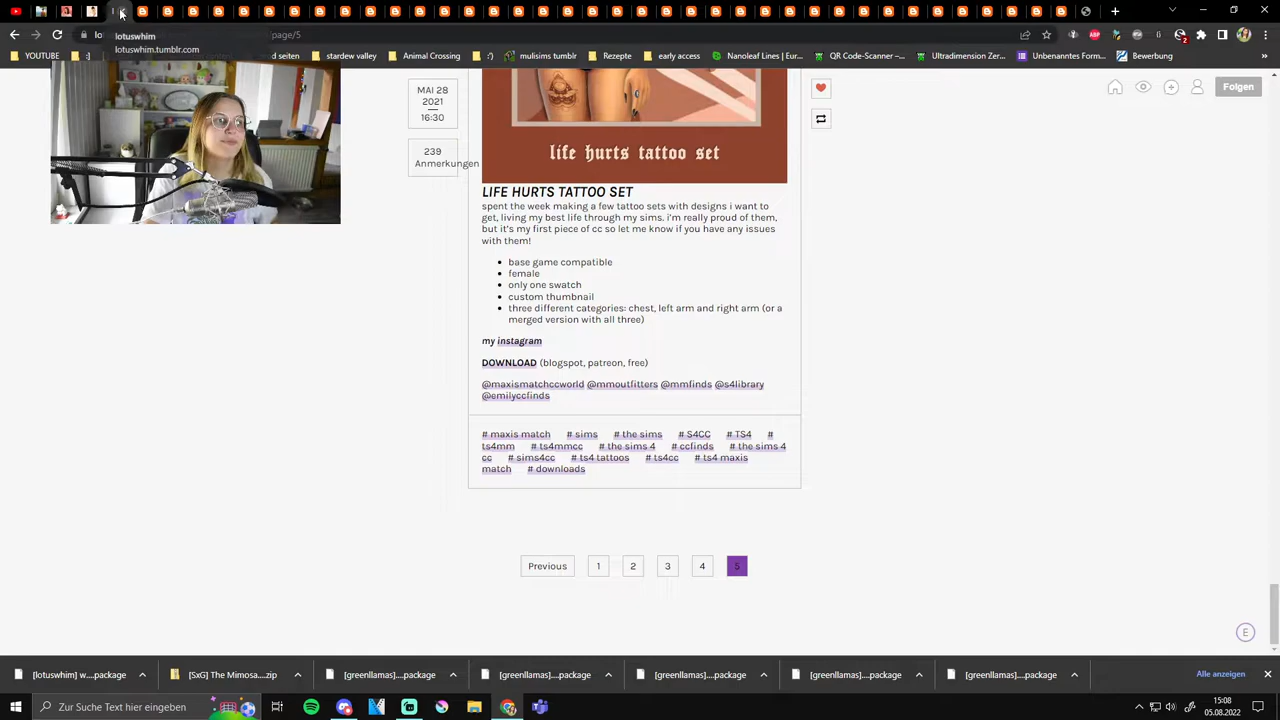 lotuswhim
lotuswhim.tumblr.com
page/5
YOUTUBE
:)
stardew valley
Animal Crossing
:)
mulisims tumblr
Rezepte
early access
Nanoleaf Lines | Eur...
QR Code-Scanner –...
Ultradimension Zer...
Unbenanntes Form...
Bewerbung
»
Folgen
MAI 28
2021
—
16:30
239
Anmerkungen
life hurts tattoo set
LIFE HURTS TATTOO SET
spent the week making a few tattoo sets with designs i want to
get, living my best life through my sims. i'm really proud of them,
but it's my first piece of cc so let me know if you have any issues
with them!
• base game compatible
• female
• only one swatch
• custom thumbnail
• three different categories: chest, left arm and right arm (or a
merged version with all three)
my instagram
DOWNLOAD (blogspot, patreon, free)
@maxismatchccworld @mmoutfitters @mmfinds @s4library
@emilyccfinds
# maxis match # sims # the sims # S4CC # TS4 #
ts4mm # ts4mmcc # the sims 4 # ccfinds # the sims 4
cc # sims4cc # ts4 tattoos # ts4cc # ts4 maxis
match # downloads
Previous 1 2 3 4 5
E
[lotuswhim] w....package
[SxG] The Mimosa....zip
[greenllamas]....package
[greenllamas]....package
[greenllamas]....package
[greenllamas]....package
[greenllamas]....package
Alle anzeigen
Zur Suche Text hier eingeben
15:08
05.08.2022